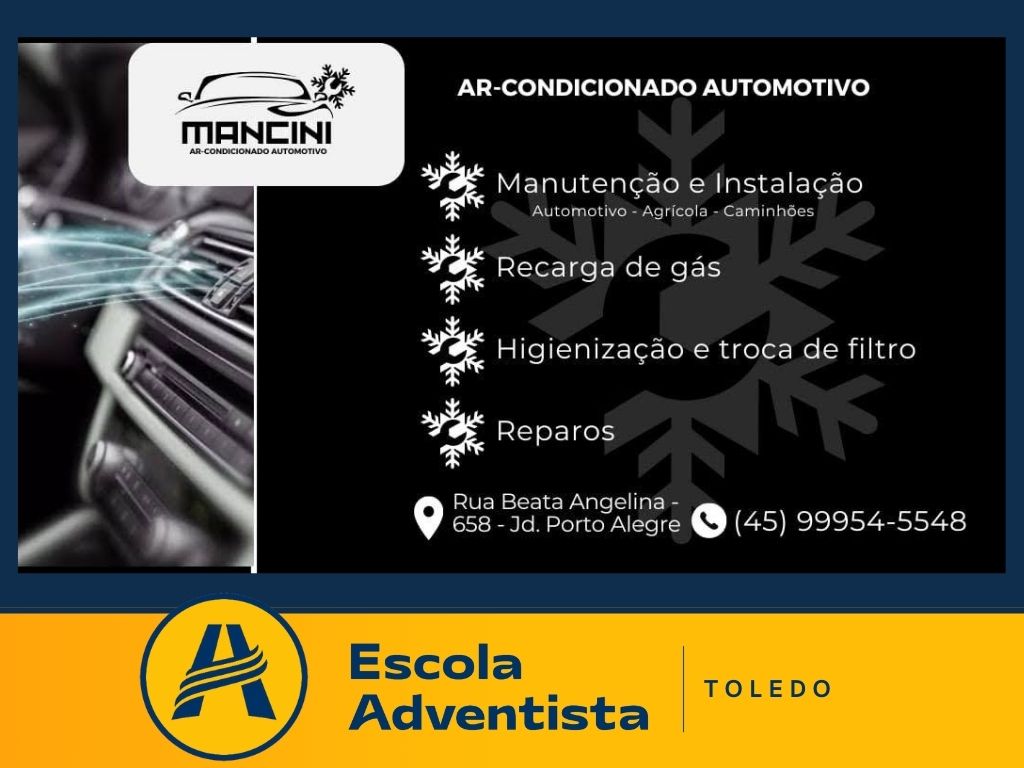 MANCINI
AR-CONDICIONADO AUTOMOTIVO
AR-CONDICIONADO AUTOMOTIVO
Manutenção e Instalação
Automotivo - Agrícola - Caminhões
Recarga de gás
Higienização e troca de filtro
Reparos
Rua Beata Angelina -
658 - Jd. Porto Alegre
(45) 99954-5548
Escola
Adventista
TOLEDO